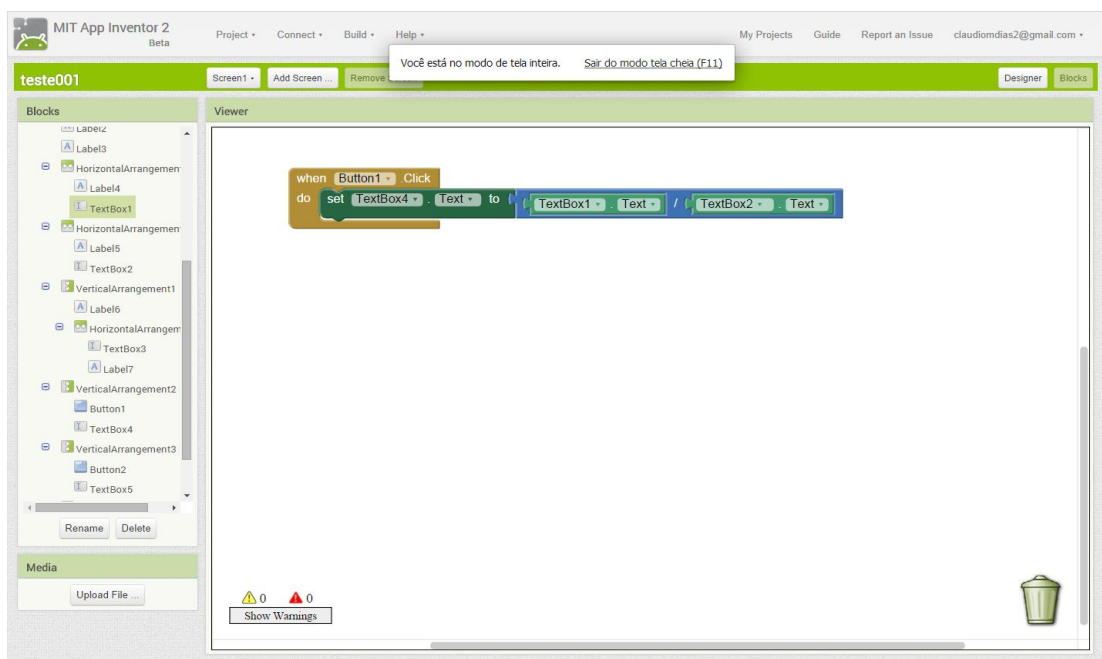 MIT App Inventor 2
Beta
Project Connect Build Help My Projects Guide Report an Issue claudiomdias2@gmail.com
Você está no modo de tela inteira. Sair do modo tela cheia (F11)
teste001 Screen1 Add Screen ... Remove Designer Blocks
Blocks Viewer
Label2
Label3
HorizontalArrangemen
Label4
TextBox1
HorizontalArrangemen
Label5
TextBox2
VerticalArrangement1
Label6
HorizontalArrangem
TextBox3
Label7
VerticalArrangement2
Button1
TextBox4
VerticalArrangement3
Button2
TextBox5
Rename Delete
Media
Upload File ...
when Button1 .Click
do set TextBox4 . Text to TextBox1 . Text / TextBox2 . Text
0 0
Show Warnings